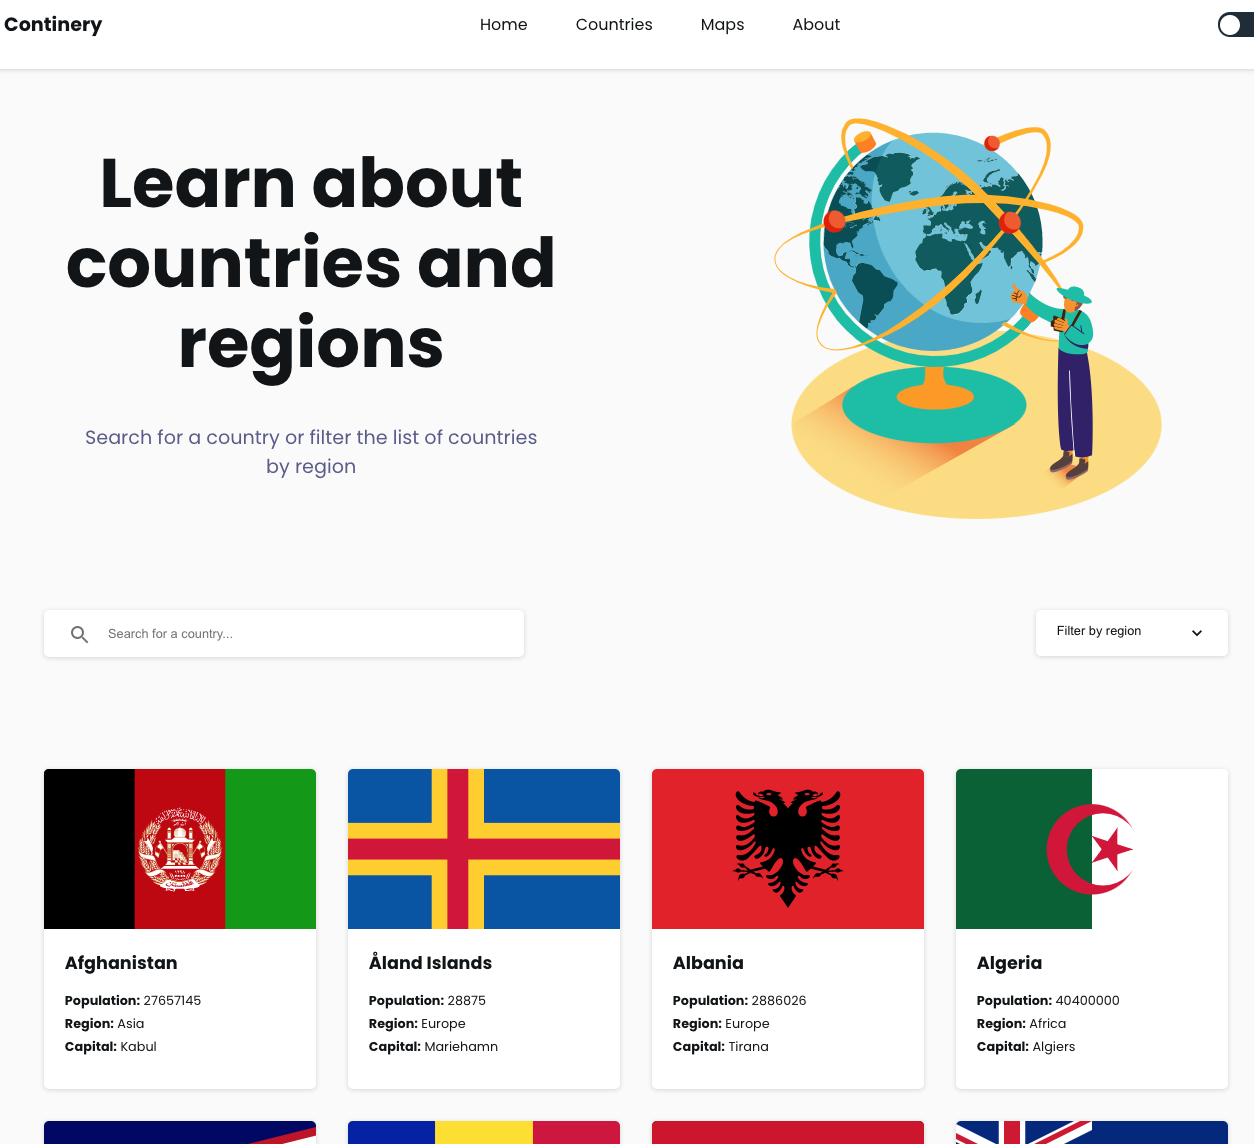 Continery
Home
Countries
Maps
About
Learn about
countries and
regions
Search for a country or filter the list of countries
by region
Search for a country...
Filter by region
Afghanistan
Population: 27657145
Region: Asia
Capital: Kabul
Åland Islands
Population: 28875
Region: Europe
Capital: Mariehamn
Albania
Population: 2886026
Region: Europe
Capital: Tirana
Algeria
Population: 40400000
Region: Africa
Capital: Algiers